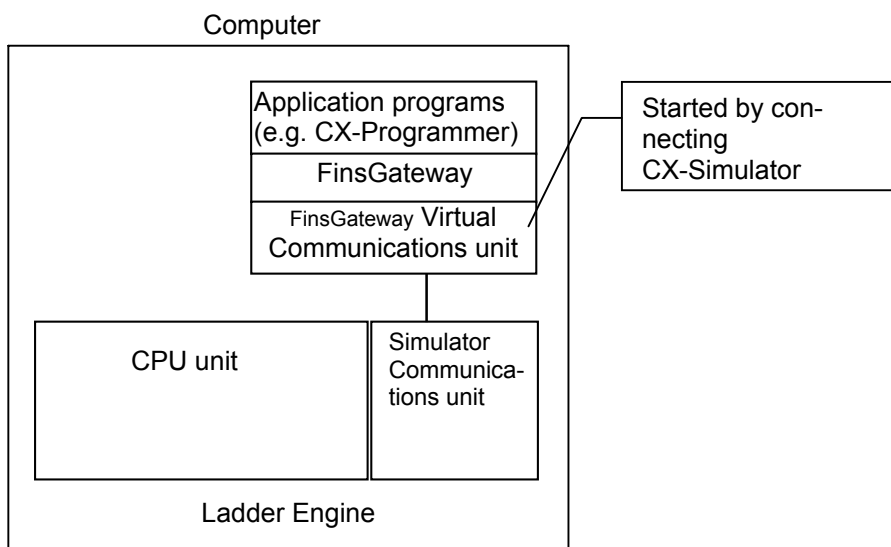 Computer
Application programs
(e.g. CX-Programmer)
FinsGateway
FinsGateway Virtual
Communications unit
Started by con-
necting
CX-Simulator
CPU unit
Simulator
Communica-
tions unit
Ladder Engine